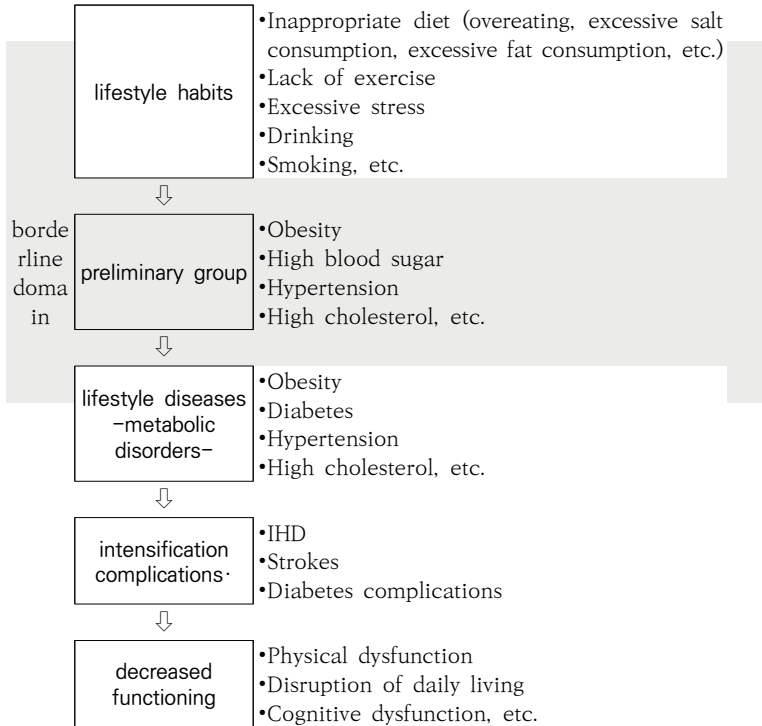 lifestyle habits
•Inappropriate diet (overeating, excessive salt
consumption, excessive fat consumption, etc.)
•Lack of exercise
•Excessive stress
•Drinking
•Smoking, etc.
⇩
borde
rline
doma
in
preliminary group
•Obesity
•High blood sugar
•Hypertension
•High cholesterol, etc.
⇩
lifestyle diseases
-metabolic
disorders-
•Obesity
•Diabetes
•Hypertension
•High cholesterol, etc.
⇩
intensification
complications·
•IHD
•Strokes
•Diabetes complications
⇩
decreased
functioning
•Physical dysfunction
•Disruption of daily living
•Cognitive dysfunction, etc.